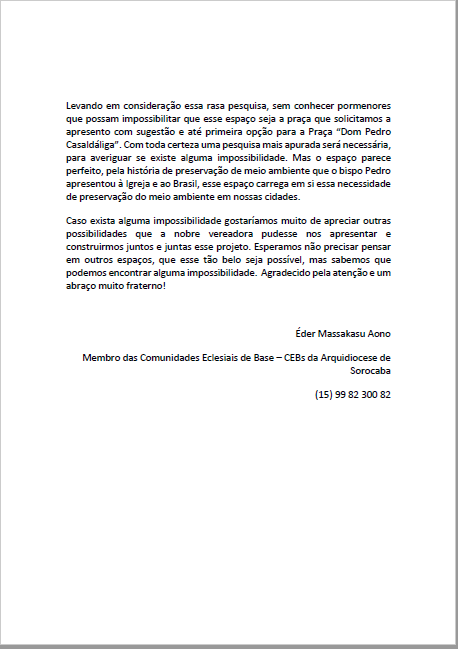 Levando em consideração essa rasa pesquisa, sem conhecer pormenores
que possam impossibilitar que esse espaço seja a praça que solicitamos a
apresento com sugestão e até primeira opção para a Praça “Dom Pedro
Casaldáliga”. Com toda certeza uma pesquisa mais apurada será necessária,
para averiguar se existe alguma impossibilidade. Mas o espaço parece
perfeito, pela história de preservação de meio ambiente que o bispo Pedro
apresentou à Igreja e ao Brasil, esse espaço carrega em si essa necessidade
de preservação do meio ambiente em nossas cidades.
Caso exista alguma impossibilidade gostaríamos muito de apreciar outras
possibilidades que a nobre vereadora pudesse nos apresentar e
construirmos juntos e juntas esse projeto. Esperamos não precisar pensar
em outros espaços, que esse tão belo seja possível, mas sabemos que
podemos encontrar alguma impossibilidade. Agradecido pela atenção e um
abraço muito fraterno!
Éder Massakasu Aono
Membro das Comunidades Eclesiais de Base – CEBs da Arquidiocese de
Sorocaba
(15) 99 82 300 82